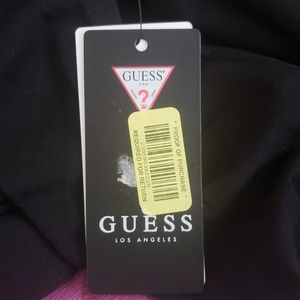 GUESS
U.S.A.
?
* PROOF OF PURCHASE *
REQUIRED FOR RETURN
GUESS
LOS ANGELES